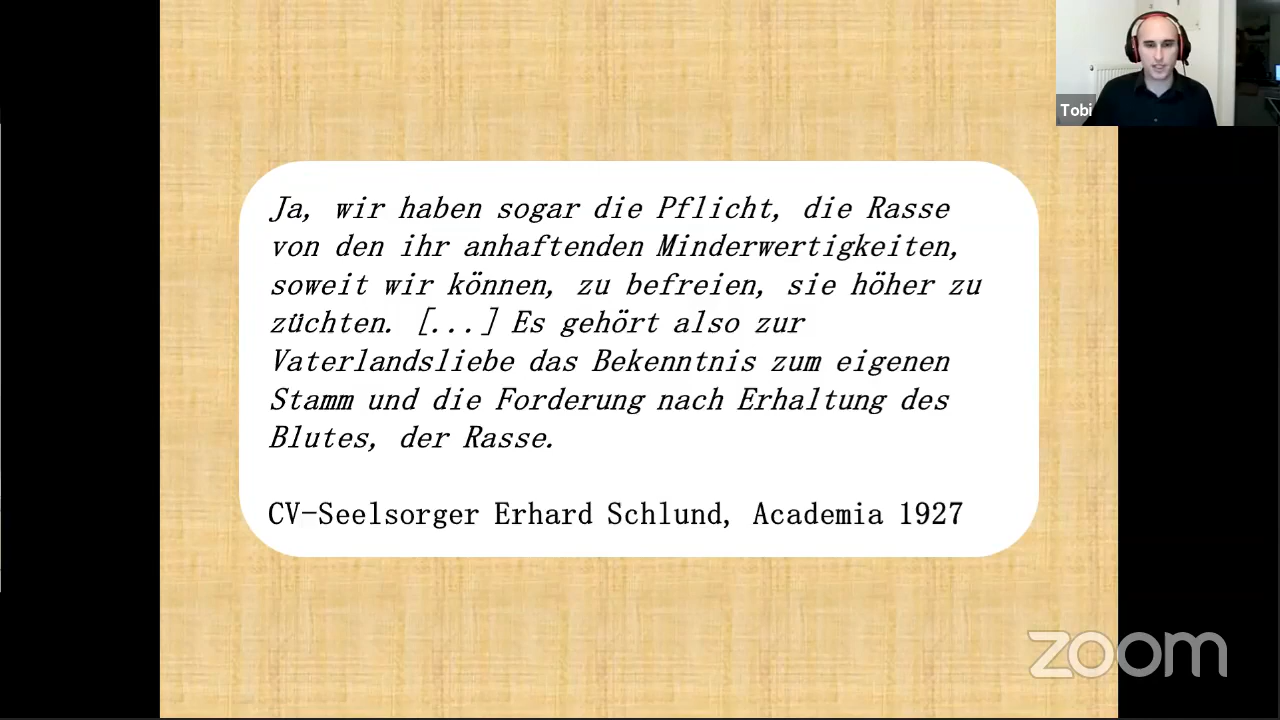 Tobi
Ja, wir haben sogar die Pflicht, die Rasse
von den ihr anhaftenden Minderwertigkeiten,
soweit wir können, zu befreien, sie höher zu
züchten. [...] Es gehört also zur
Vaterlandsliebe das Bekenntnis zum eigenen
Stamm und die Forderung nach Erhaltung des
Blutes, der Rasse.
CV-Seelsorger Erhard Schlund, Academia 1927
zoom